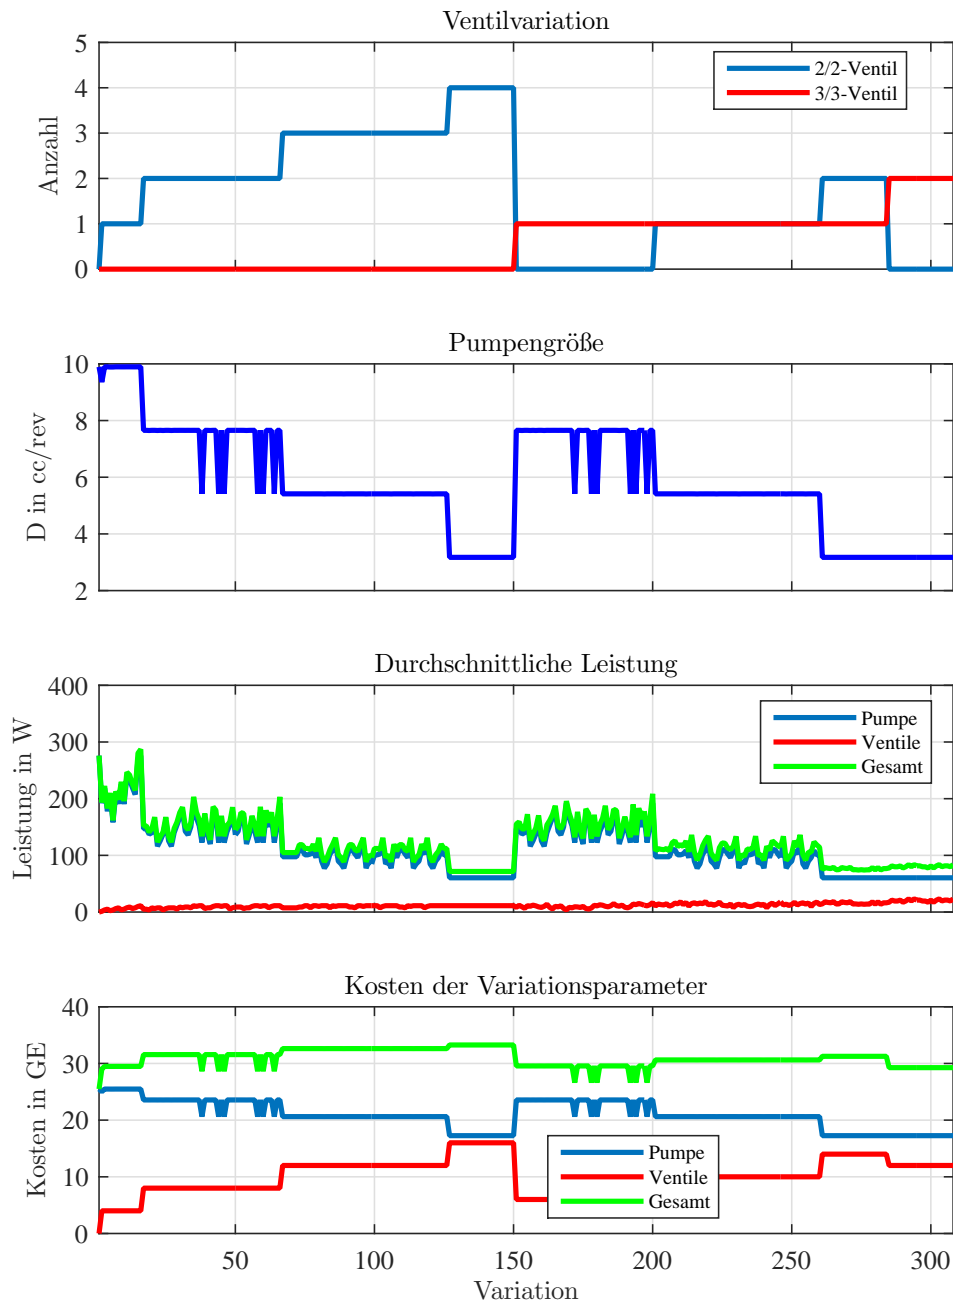 Ventilvariation
5
4
3
2
1
0
Anzahl
2/2-Ventil
3/3-Ventil
Pumpengröße
10
8
6
4
2
D in cc/rev
Durchschnittliche Leistung
400
300
200
100
0
Leistung in W
Pumpe
Ventile
Gesamt
Kosten der Variationsparameter
40
30
20
10
0
Kosten in GE
Pumpe
Ventile
Gesamt
50 100 150 200 250 300
Variation